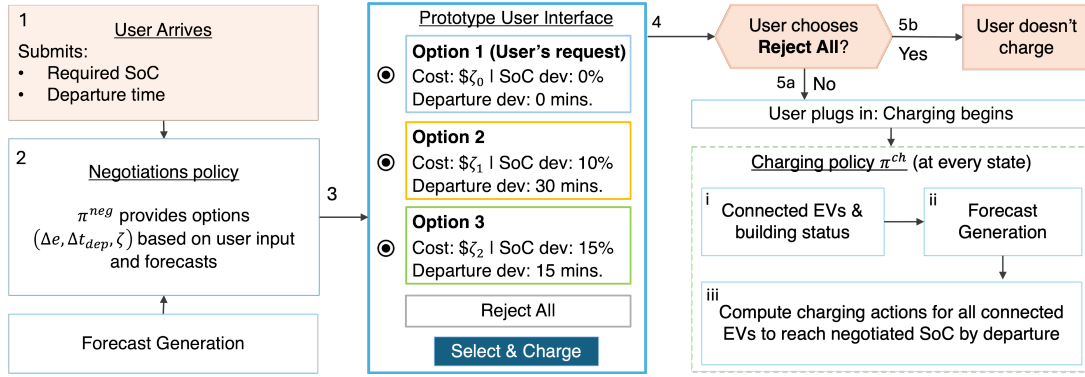 1
User Arrives
Submits:
• Required SoC
• Departure time
2
Negotiations policy
π^{neg} provides options
(Δe, Δt_{dep}, ζ) based on user input
and forecasts
Forecast Generation
3
Prototype User Interface
Option 1 (User's request)
Cost: $ζ₀ | SoC dev: 0%
Departure dev: 0 mins.
Option 2
Cost: $ζ₁ | SoC dev: 10%
Departure dev: 30 mins.
Option 3
Cost: $ζ₂ | SoC dev: 15%
Departure dev: 15 mins.
Reject All
Select & Charge
4
User chooses
Reject All?
5b
Yes
User doesn't
charge
5a
No
User plugs in: Charging begins
Charging policy π^{ch} (at every state)
i
Connected EVs &
building status
ii
Forecast
Generation
iii
Compute charging actions for all connected
EVs to reach negotiated SoC by departure